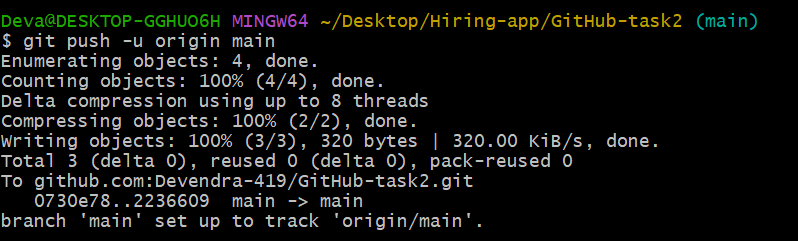 Deva@DESKTOP-GGHUO6H MINGW64 ~/Desktop/Hiring-app/GitHub-task2 (main)
$ git push -u origin main
Enumerating objects: 4, done.
Counting objects: 100% (4/4), done.
Delta compression using up to 8 threads
Compressing objects: 100% (2/2), done.
Writing objects: 100% (3/3), 320 bytes | 320.00 KiB/s, done.
Total 3 (delta 0), reused 0 (delta 0), pack-reused 0
To github.com:Devendra-419/GitHub-task2.git
   0730e78..2236609  main -> main
branch 'main' set up to track 'origin/main'.